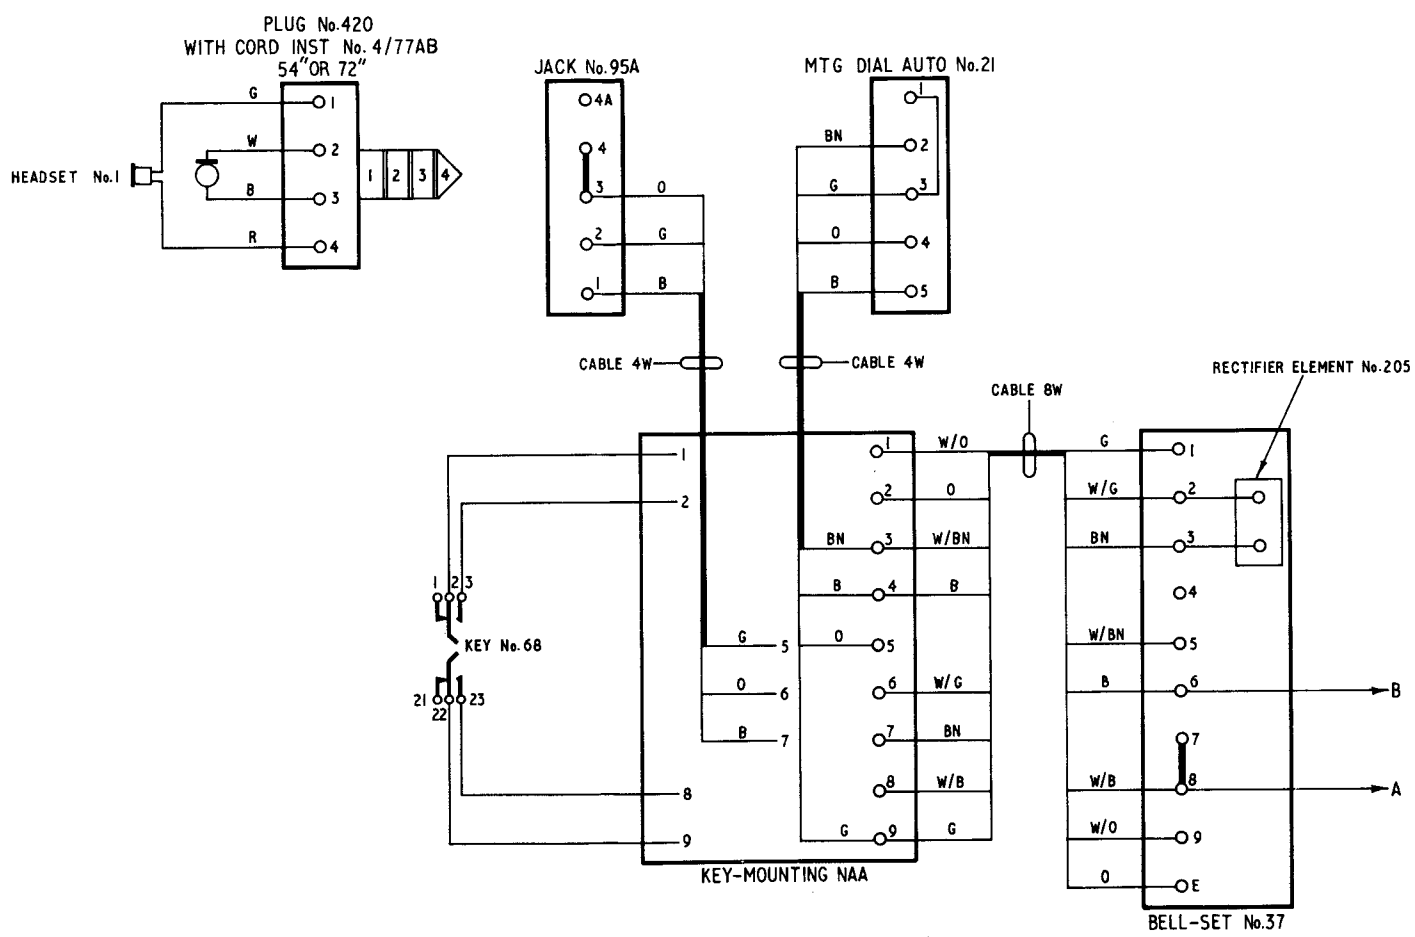 PLUG No.420
WITH CORD INST No. 4/77AB
54" OR 72"
JACK No.95A
MTG DIAL AUTO No.21
G
1
W
2
B
3
R
4
1 2 3 4
HEADSET No.1
4A
4
3
O
2
G
1
B
1
BN
2
G
3
O
4
B
5
CABLE 4W
CABLE 4W
CABLE 8W
RECTIFIER ELEMENT No.205
1
2
1 2 3
KEY No.68
21
22
23
8
9
G
5
O
6
B
7
1
W/O
2
O
BN
3
W/BN
B
4
B
O
5
6
W/G
7
BN
8
W/B
G
9
G
KEY-MOUNTING NAA
G
1
W/G
2
BN
3
4
W/BN
5
B
6
B
7
W/B
8
A
W/O
9
O
E
BELL-SET No.37